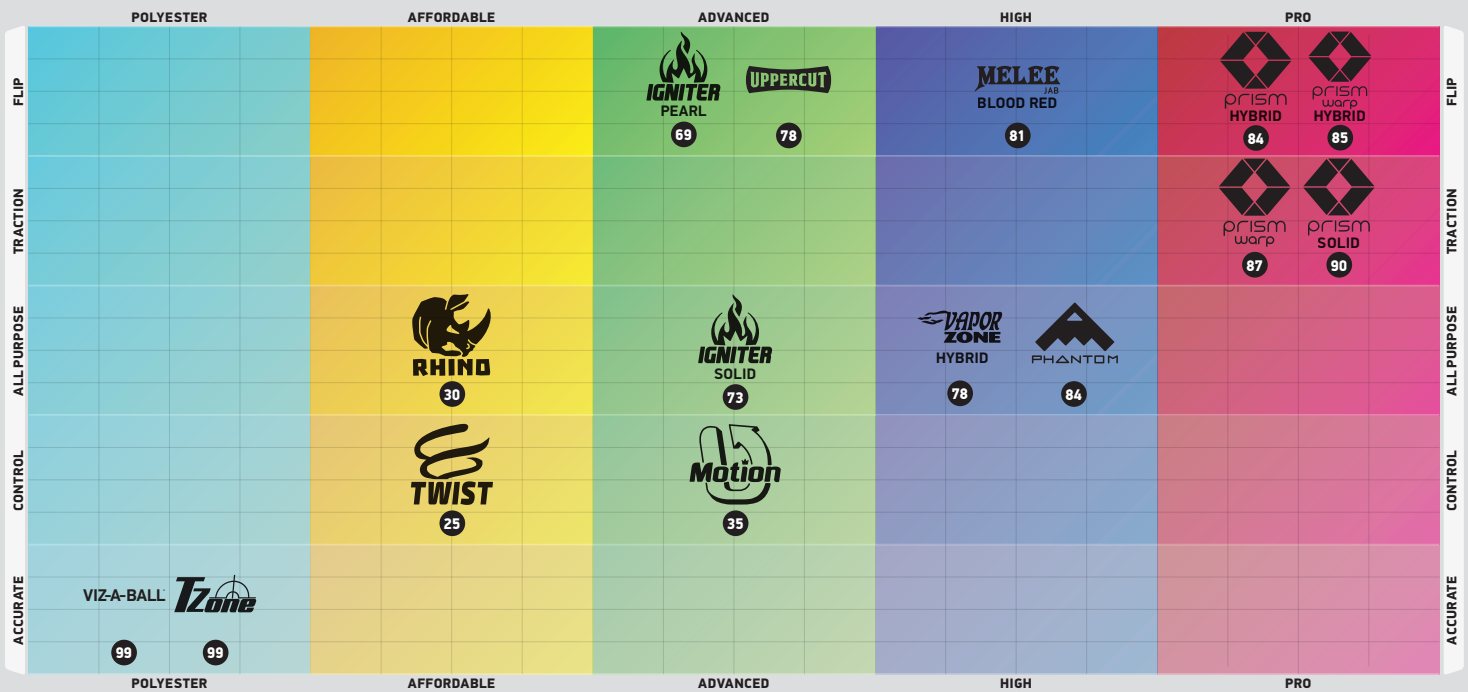 POLYESTER AFFORDABLE ADVANCED HIGH PRO
FLIP
IGNITER
PEARL
69
UPPERCUT
78
MELEE
JAB
BLOOD RED
81
prism
HYBRID
84
prism
warp
HYBRID
85
FLIP
TRACTION
prism
warp
87
prism
SOLID
90
TRACTION
ALL PURPOSE
RHINO
30
IGNITER
SOLID
73
VAPOR
ZONE
HYBRID
78
PHANTOM
84
ALL PURPOSE
CONTROL
TWIST
25
Motion
35
CONTROL
ACCURATE
VIZ-A-BALL
99
TZone
99
ACCURATE
POLYESTER AFFORDABLE ADVANCED HIGH PRO